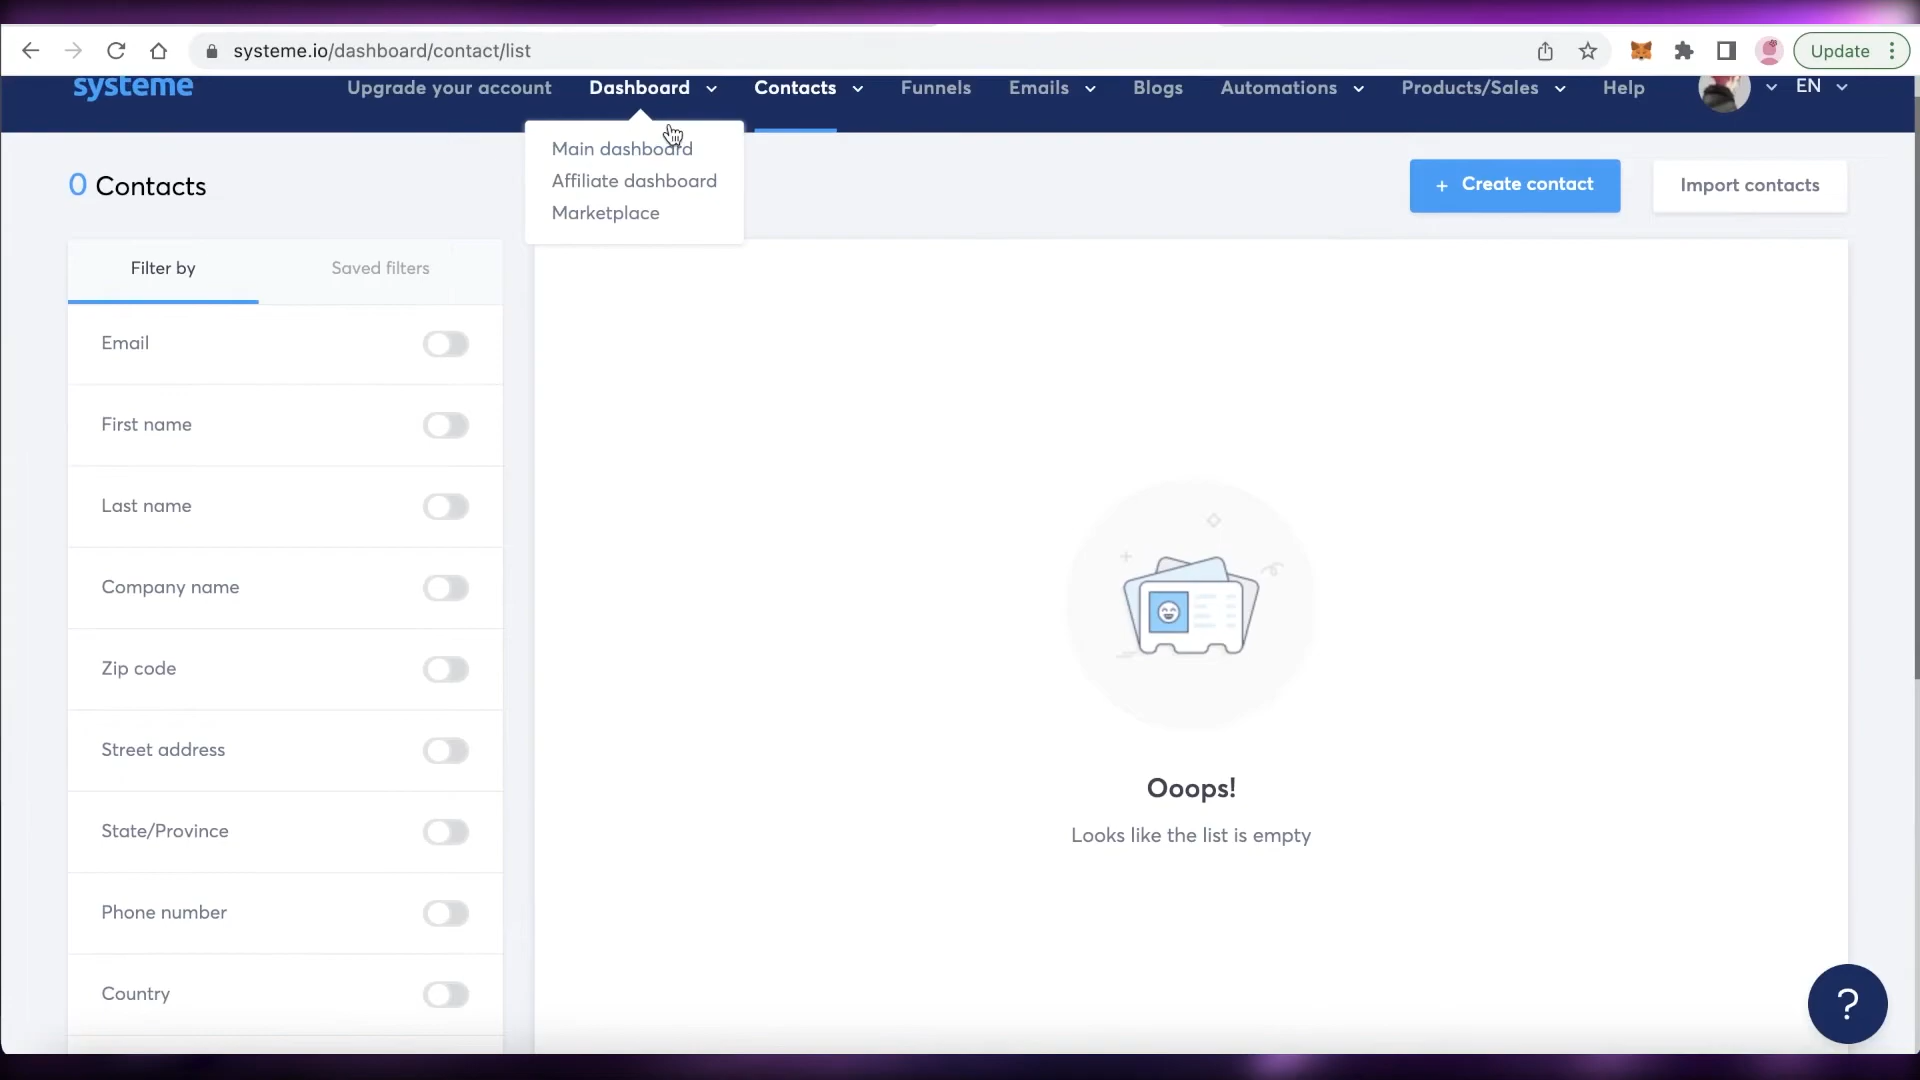 systeme.io/dashboard/contact/list
Update
systeme
Upgrade your account
Dashboard
Contacts
Funnels
Emails
Blogs
Automations
Products/Sales
Help
EN
Main dashboard
Affiliate dashboard
Marketplace
0 Contacts
+ Create contact
Import contacts
Filter by
Saved filters
Email
First name
Last name
Company name
Zip code
Street address
State/Province
Phone number
Country
Ooops!
Looks like the list is empty
?